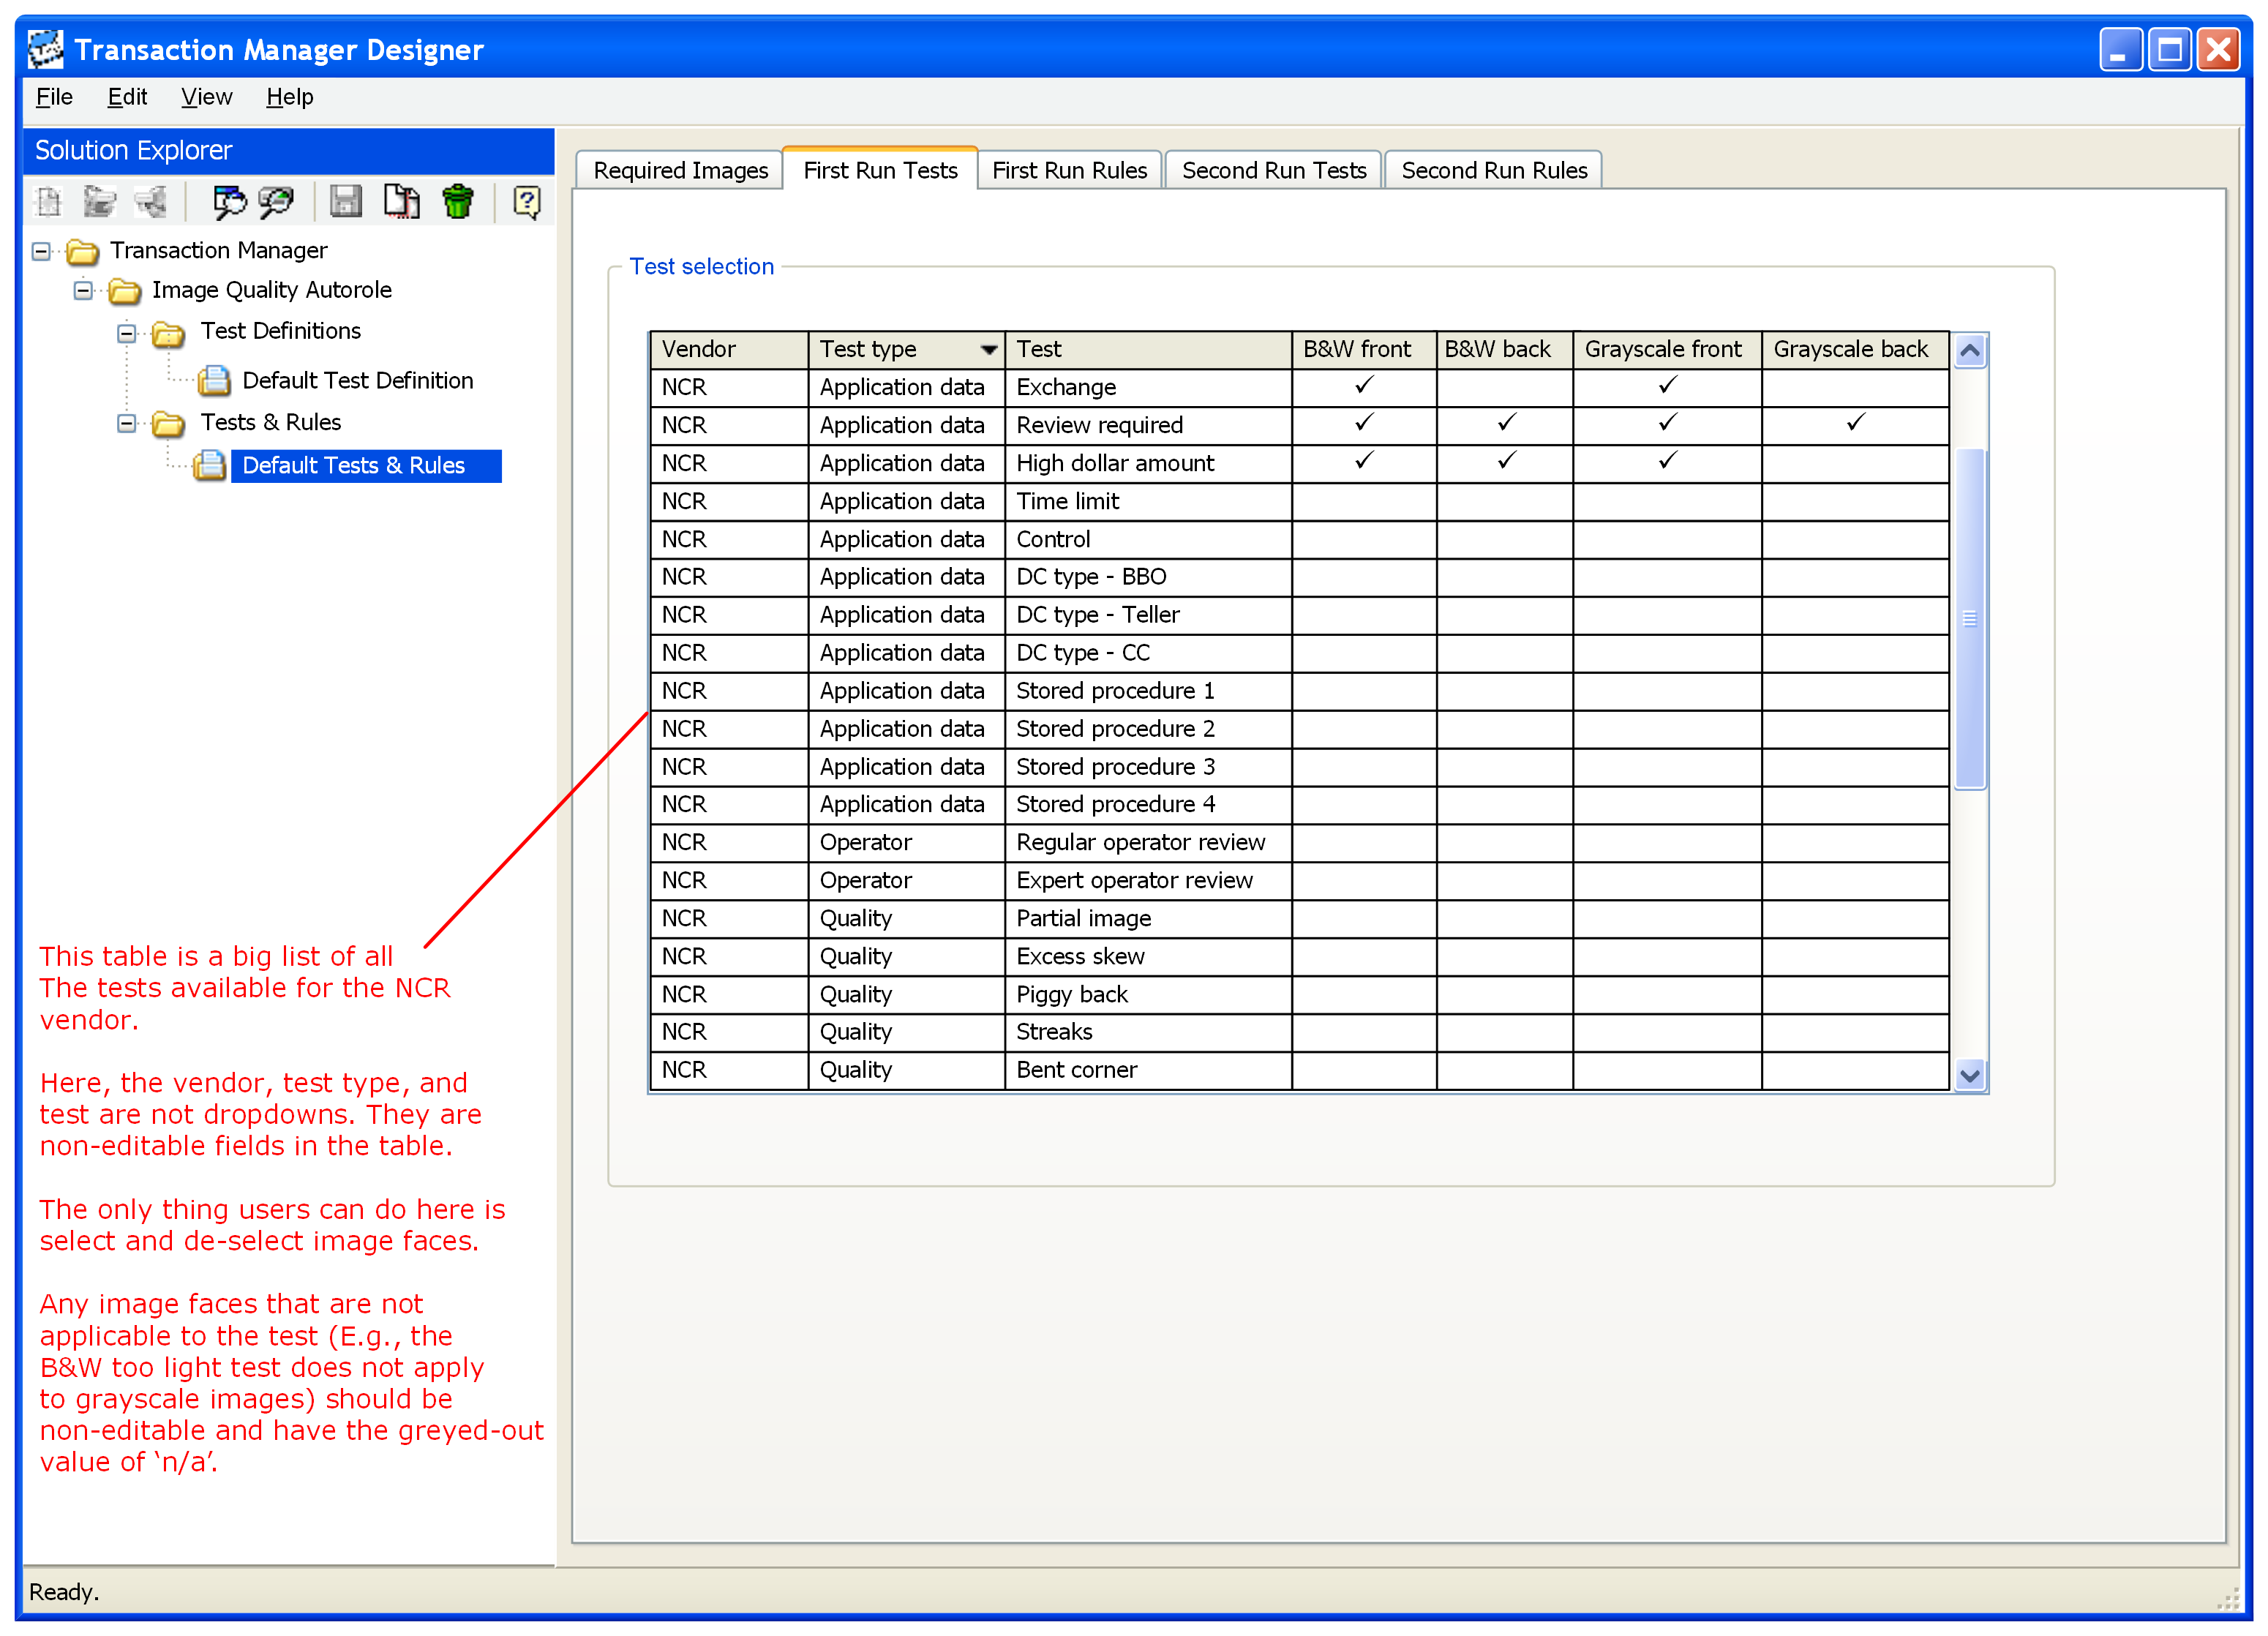 Transaction Manager Designer
File Edit View Help
Solution Explorer
Transaction Manager
Image Quality Autorole
Test Definitions
Default Test Definition
Tests & Rules
Default Tests & Rules
This table is a big list of all
The tests available for the NCR
vendor.
Here, the vendor, test type, and
test are not dropdowns. They are
non-editable fields in the table.
The only thing users can do here is
select and de-select image faces.
Any image faces that are not
applicable to the test (E.g., the
B&W too light test does not apply
to grayscale images) should be
non-editable and have the greyed-out
value of ‘n/a’.
Required Images First Run Tests First Run Rules Second Run Tests Second Run Rules
Test selection
Vendor Test type Test B&W front B&W back Grayscale front Grayscale back
NCR Application data Exchange ✓ ✓
NCR Application data Review required ✓ ✓ ✓ ✓
NCR Application data High dollar amount ✓ ✓ ✓
NCR Application data Time limit
NCR Application data Control
NCR Application data DC type - BBO
NCR Application data DC type - Teller
NCR Application data DC type - CC
NCR Application data Stored procedure 1
NCR Application data Stored procedure 2
NCR Application data Stored procedure 3
NCR Application data Stored procedure 4
NCR Operator Regular operator review
NCR Operator Expert operator review
NCR Quality Partial image
NCR Quality Excess skew
NCR Quality Piggy back
NCR Quality Streaks
NCR Quality Bent corner
Ready.